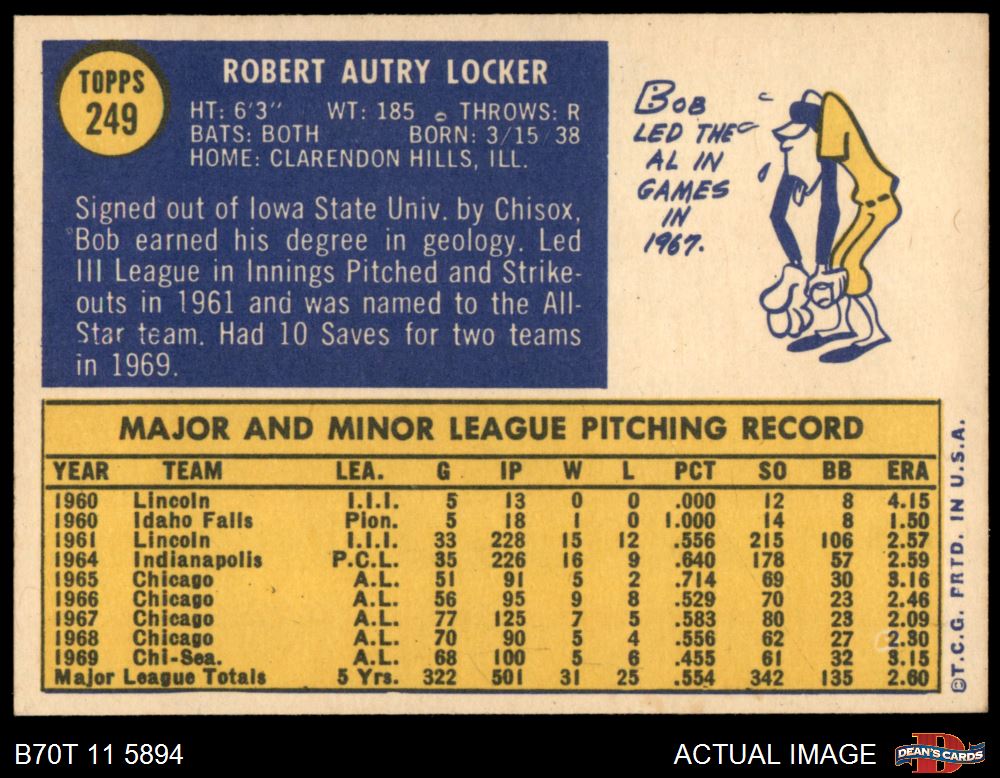 TOPPS
249
ROBERT AUTRY LOCKER
HT: 6'3" WT: 185 THROWS: R
BATS: BOTH BORN: 3/15 38
HOME: CLARENDON HILLS, ILL.
Signed out of Iowa State Univ. by Chisox,
Bob earned his degree in geology. Led
III League in Innings Pitched and Strike-
outs in 1961 and was named to the All-
Star team. Had 10 Saves for two teams
in 1969.
BOB
LED THE
AL IN
GAMES
IN
1967.
MAJOR AND MINOR LEAGUE PITCHING RECORD
YEAR TEAM LEA. G IP W L PCT SO BB ERA
1960 Lincoln I.I.I. 5 13 0 0 .000 12 8 4.15
1960 Idaho Falls Pion. 5 18 1 0 1.000 14 8 1.50
1961 Lincoln I.I.I. 33 228 15 12 .556 215 106 2.57
1964 Indianapolis P.C.L. 35 226 16 9 .640 178 57 2.59
1965 Chicago A.L. 51 91 5 2 .714 69 30 3.16
1966 Chicago A.L. 56 95 9 8 .529 70 23 2.46
1967 Chicago A.L. 77 125 7 5 .583 80 23 2.09
1968 Chicago A.L. 70 90 5 4 .556 62 27 2.30
1969 Chi-Sea. A.L. 68 100 5 6 .455 61 32 3.15
Major League Totals 5 Yrs. 322 501 31 25 .554 342 135 2.60
©T.C.G. PRTD. IN U.S.A.
B70T 11 5894
ACTUAL IMAGE
DEAN'S CARDS